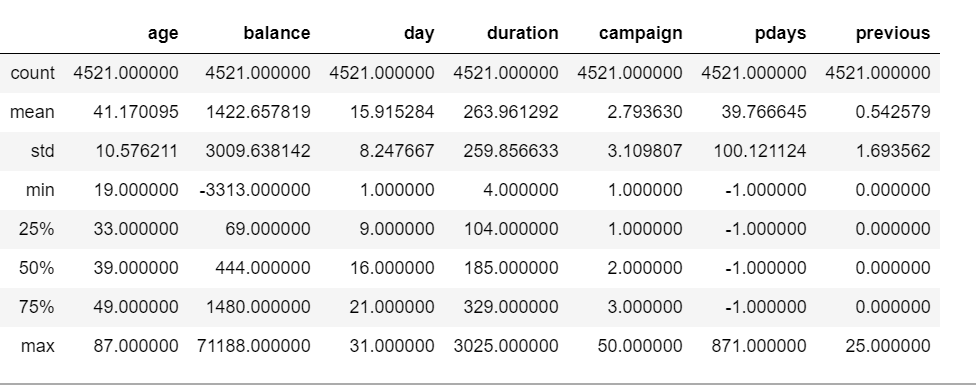 age balance day duration campaign pdays previous
count 4521.000000 4521.000000 4521.000000 4521.000000 4521.000000 4521.000000 4521.000000
mean 41.170095 1422.657819 15.915284 263.961292 2.793630 39.766645 0.542579
std 10.576211 3009.638142 8.247667 259.856633 3.109807 100.121124 1.693562
min 19.000000 -3313.000000 1.000000 4.000000 1.000000 -1.000000 0.000000
25% 33.000000 69.000000 9.000000 104.000000 1.000000 -1.000000 0.000000
50% 39.000000 444.000000 16.000000 185.000000 2.000000 -1.000000 0.000000
75% 49.000000 1480.000000 21.000000 329.000000 3.000000 -1.000000 0.000000
max 87.000000 71188.000000 31.000000 3025.000000 50.000000 871.000000 25.000000